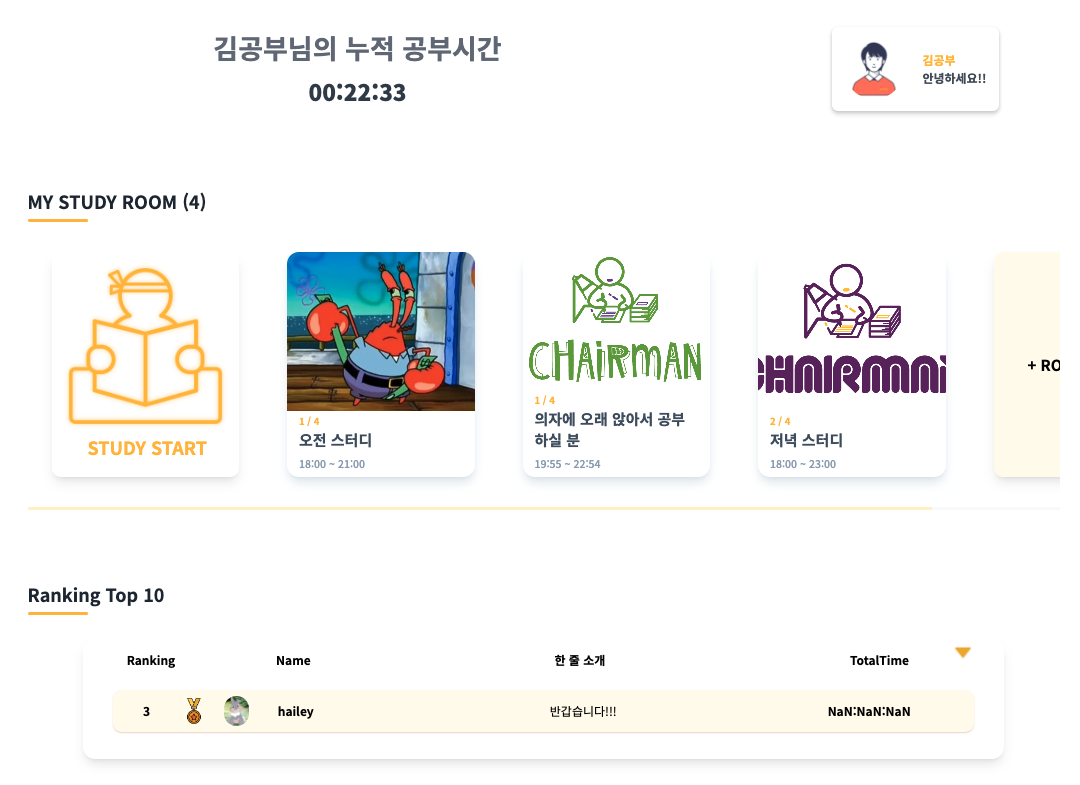 김공부님의 누적 공부시간
00:22:33
김공부
안녕하세요!!
MY STUDY ROOM (4)
STUDY START
1 / 4
오전 스터디
18:00 ~ 21:00
CHAiRMAN
1 / 4
의자에 오래 앉아서 공부
하실 분
19:55 ~ 22:54
CHAIRMAN
2 / 4
저녁 스터디
18:00 ~ 23:00
+ RO
Ranking Top 10
Ranking Name 한 줄 소개 TotalTime
3 hailey 반갑습니다!!! NaN:NaN:NaN